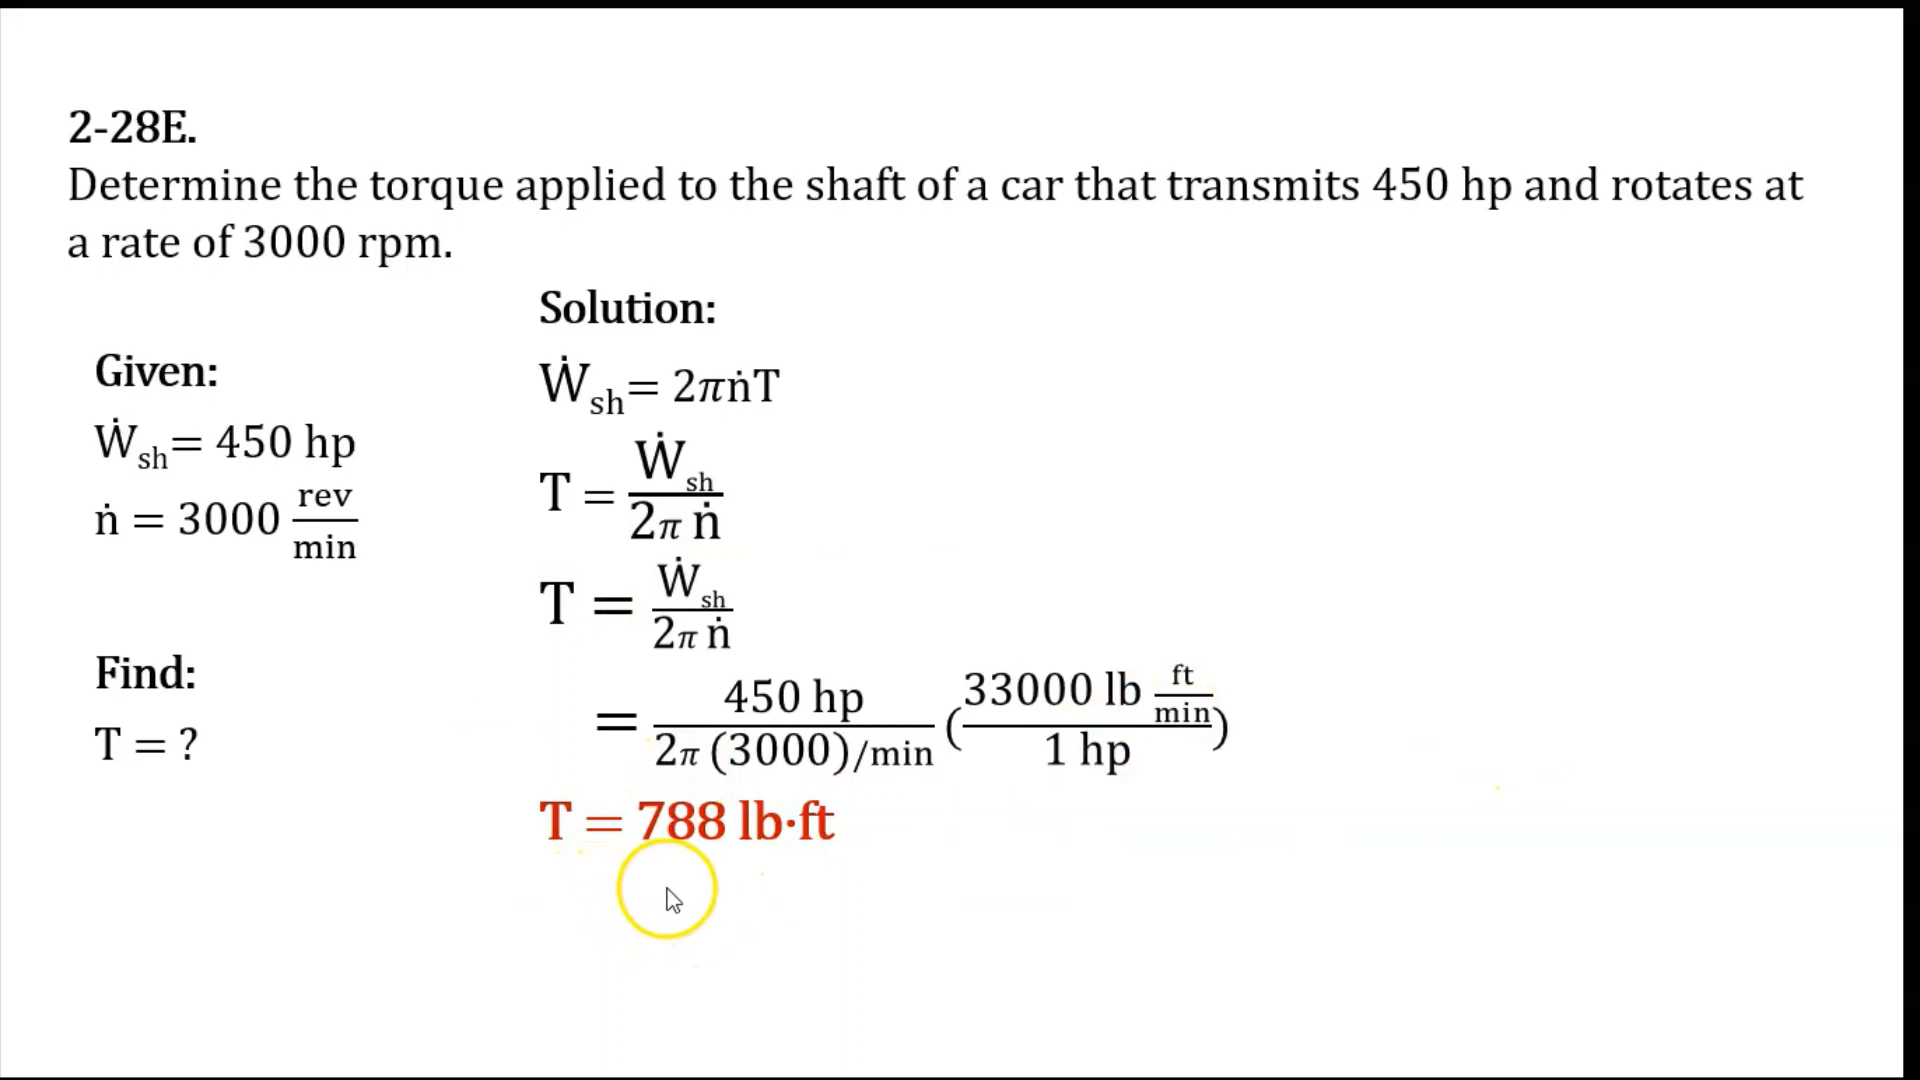 2-28E.
Determine the torque applied to the shaft of a car that transmits 450 hp and rotates at
a rate of 3000 rpm.
Given:
Ẇsh= 450 hp
ṅ = 3000 rev/min
Find:
T = ?
Solution:
Ẇsh= 2πṅT
T = Ẇsh/2π ṅ
T = Ẇsh/2π ṅ
= 450 hp/2π (3000)/min (33000 lb ft/min/1 hp)
T = 788 lb·ft